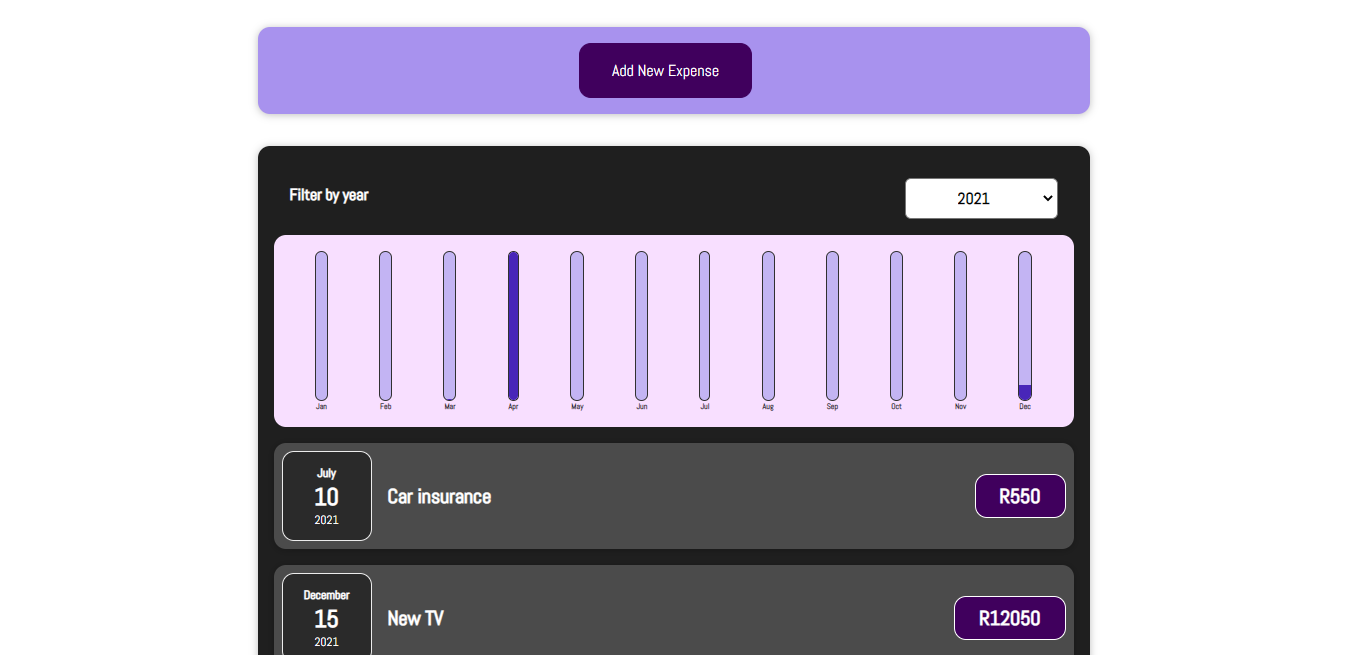 Add New Expense
Filter by year
2021
Jan Feb Mar Apr May Jun Jul Aug Sep Oct Nov Dec
July
10
2021
Car insurance
R550
December
15
2021
New TV
R12050